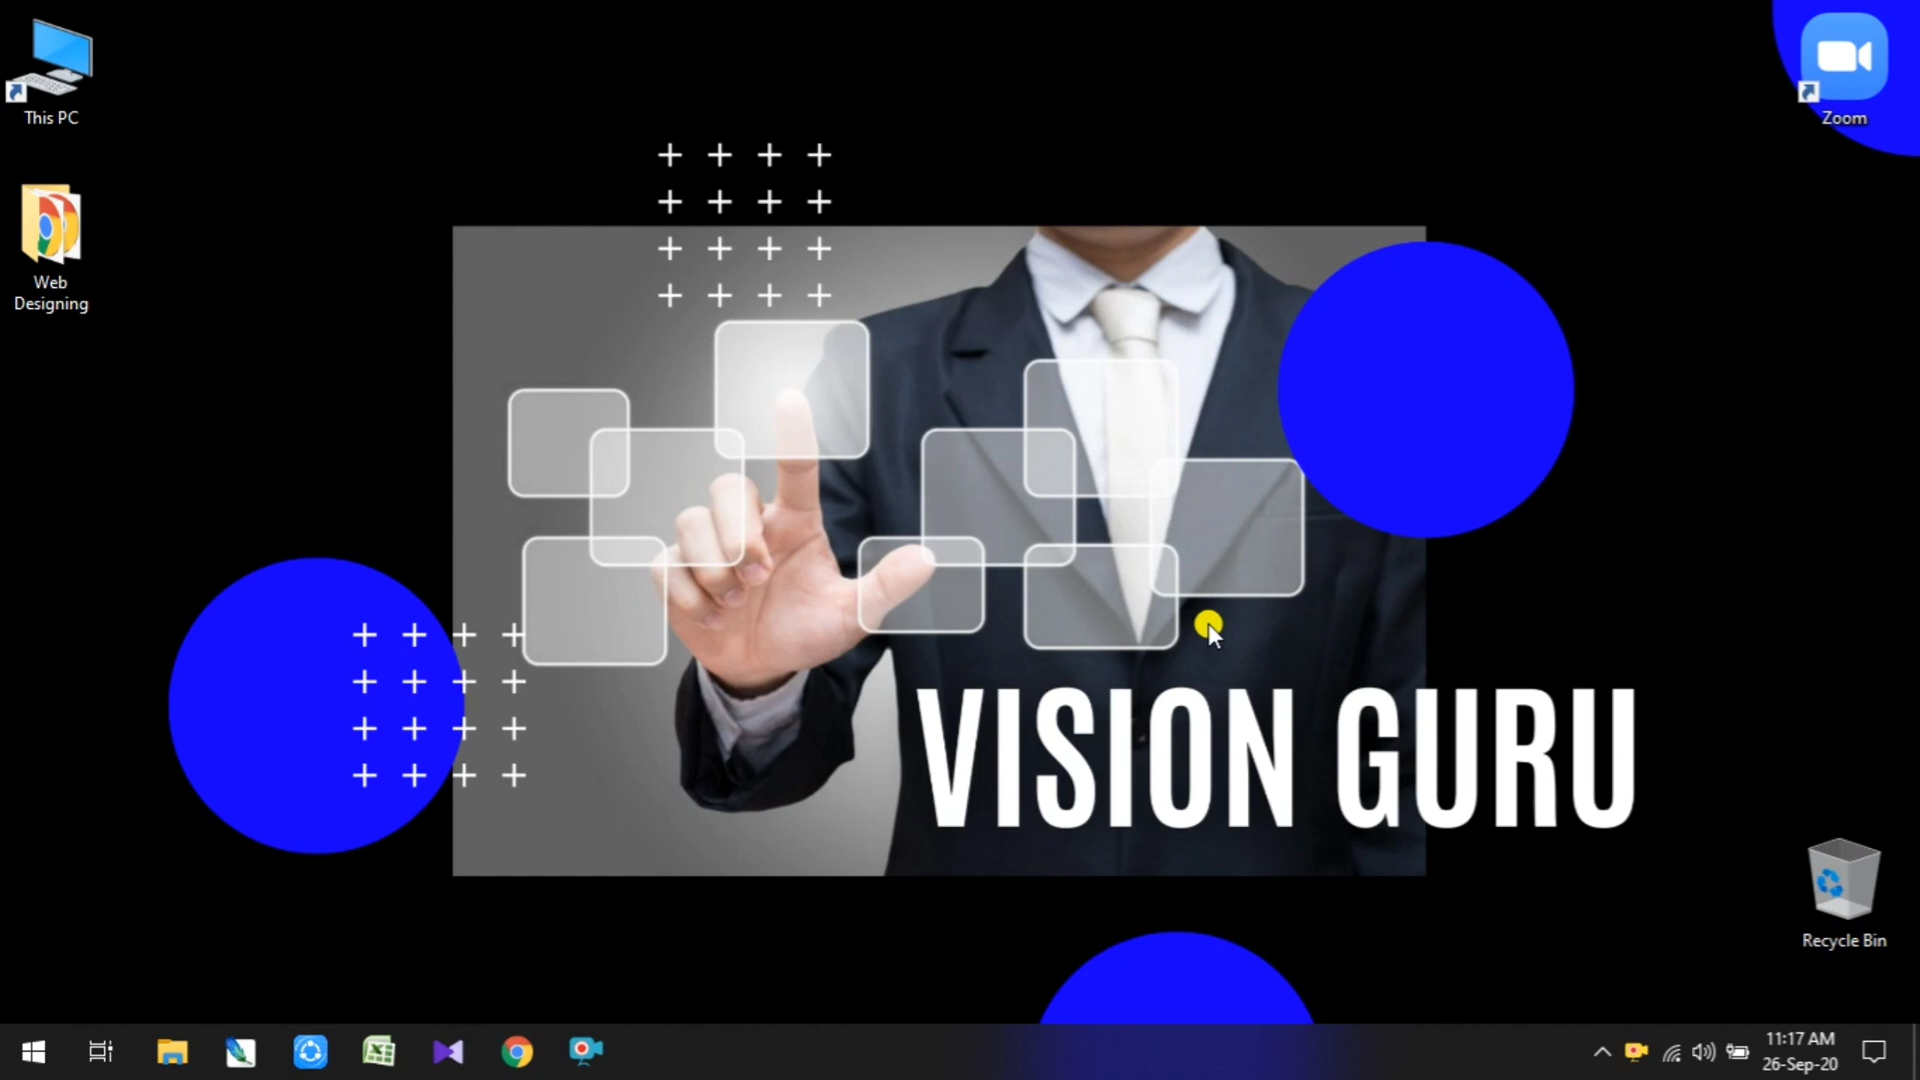 This PC
Zoom
Web
Designing
VISION GURU
Recycle Bin
11:17 AM
26-Sep-20